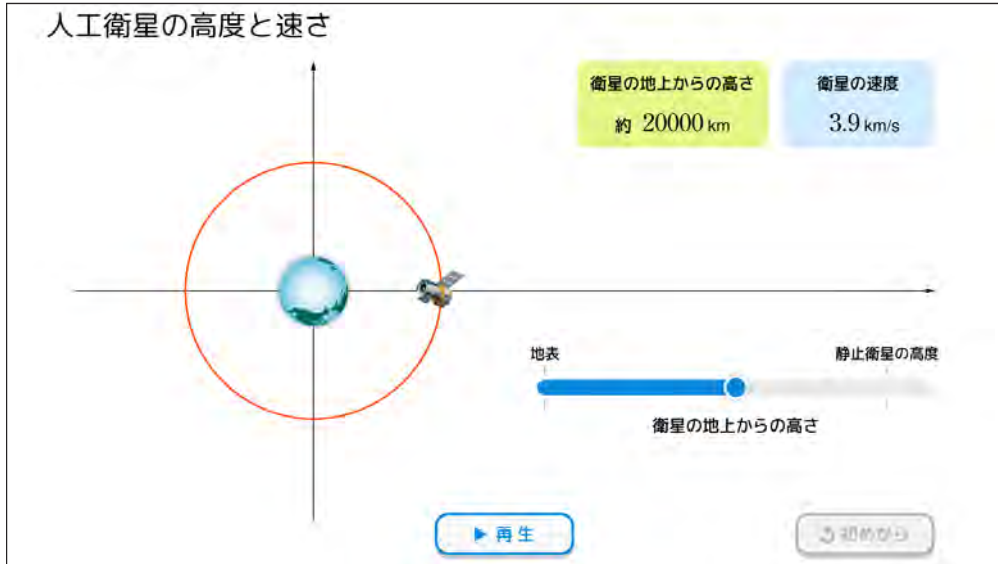 人工衛星の高度と速さ
衛星の地上からの高さ
約 20000 km
衛星の速度
3.9 km/s
地表
静止衛星の高度
衛星の地上からの高さ
▶ 再生
初めから